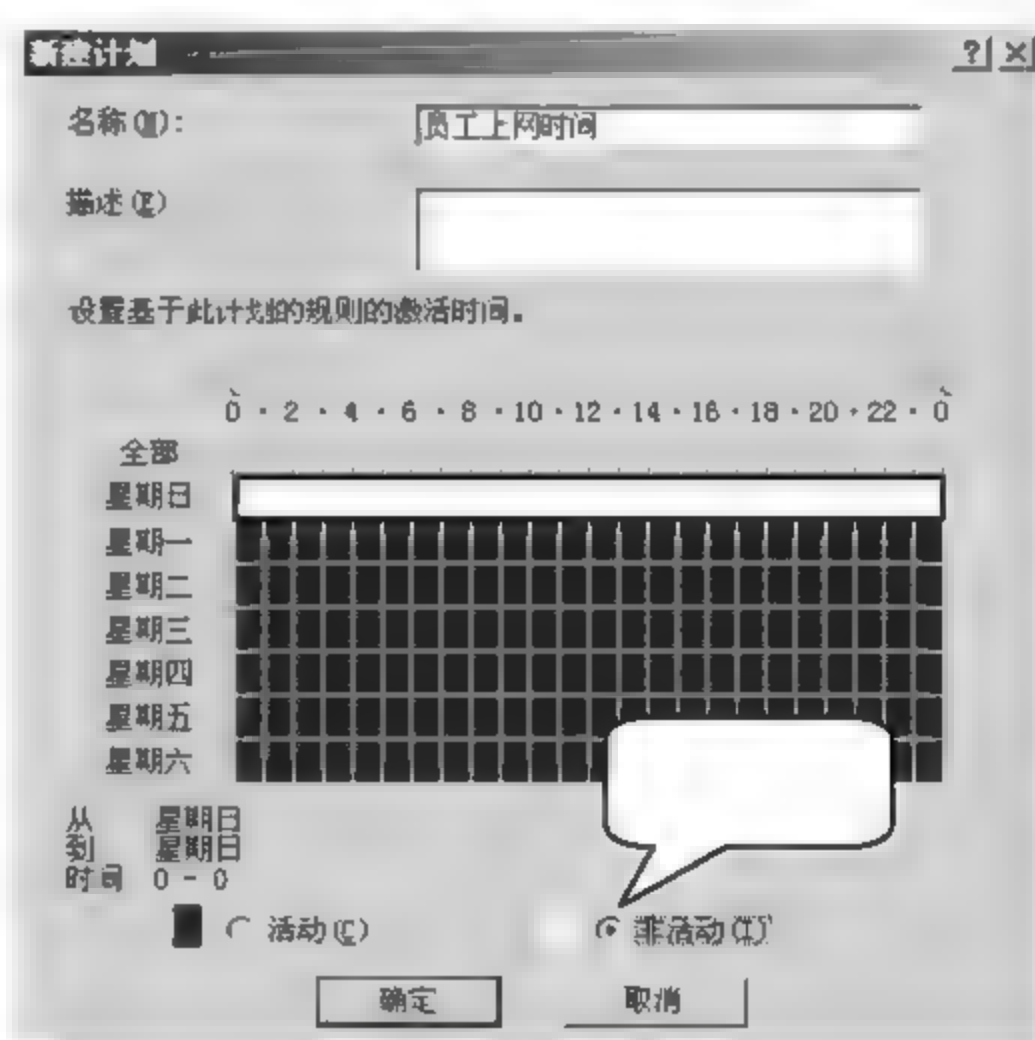 新建计划
名称(M):
员工上网时间
描述(E)
设置基于此计划的规则的激活时间。
0 · 2 · 4 · 6 · 8 · 10 · 12 · 14 · 16 · 18 · 20 · 22 · 0
全部
星期日
星期一
星期二
星期三
星期四
星期五
星期六
从 星期日
到 星期日
时间 0 - 0
活动(C) 非活动(I)
确定 取消